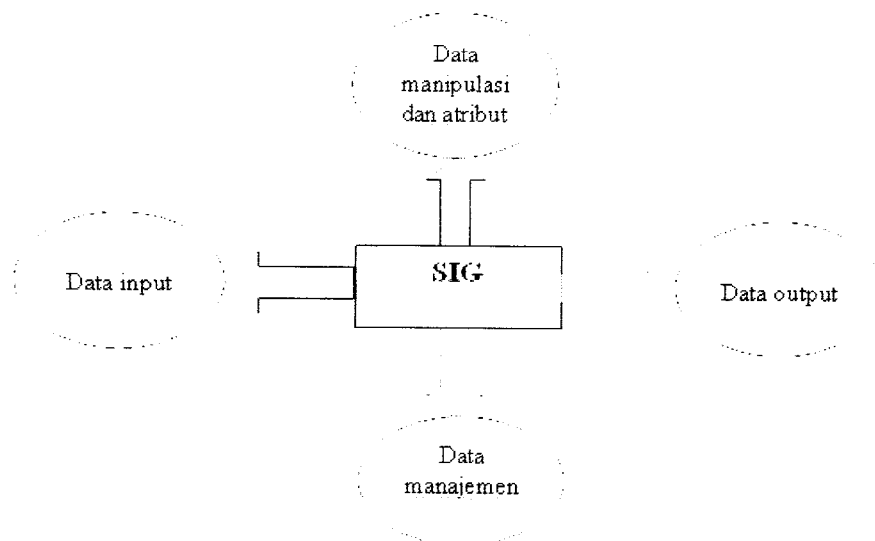 Data
manipulasi
dan atribut
Data input
SIG
Data output
Data
manajemen